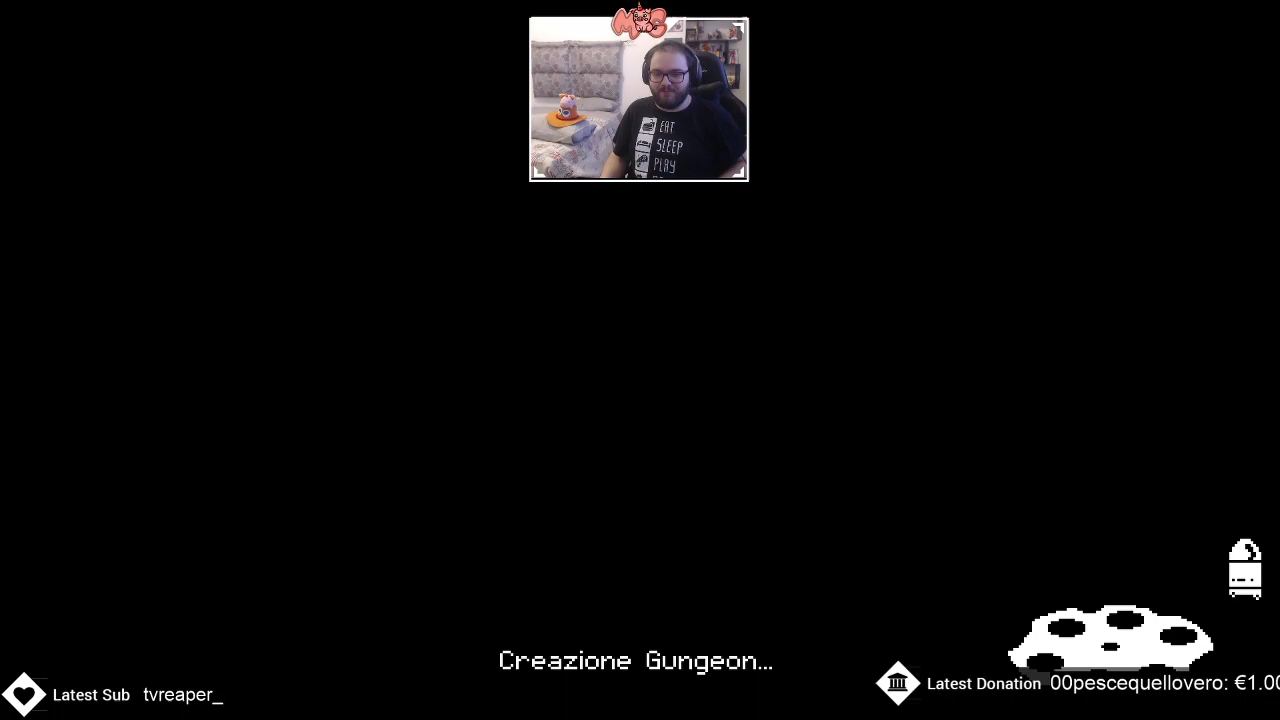 EAT
SLEEP
PLAY
Creazione Gungeon...
Latest Sub tvreaper_
Latest Donation 00pescequellovero: €1.00